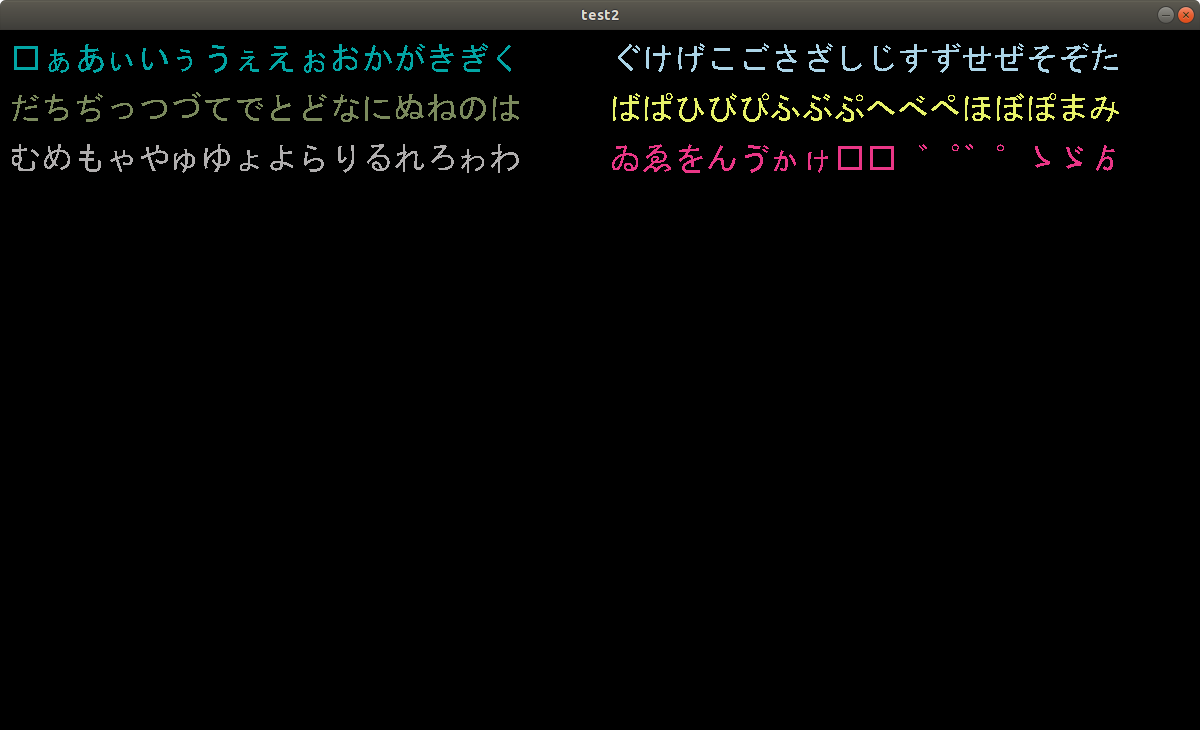 test2
□ぁあぃいぅうぇえぉおかがきぎく ぐけげこごさざしじすずせぜそぞた
だちぢっつづてでとどなにぬねのは ばぱひびぴふぶぷへべぺほぼぽまみ
むめもゃやゅゆょよらりるれろゎわ ゐゑをんゔゕゖ□□゛゜゛゜ゝゞゟ